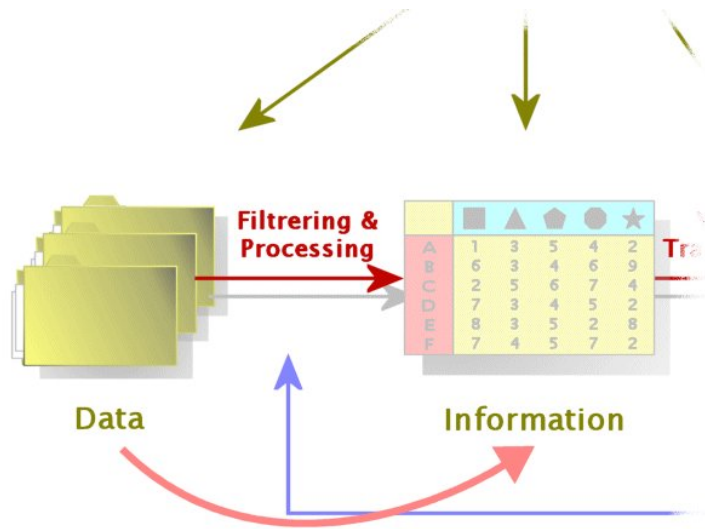 Filtrering &
Processing
A 1 3 5 4 2
B 6 3 4 6 9
C 2 5 6 7 4
D 7 3 4 5 2
E 8 3 5 2 8
F 7 4 5 7 2
Data
Information